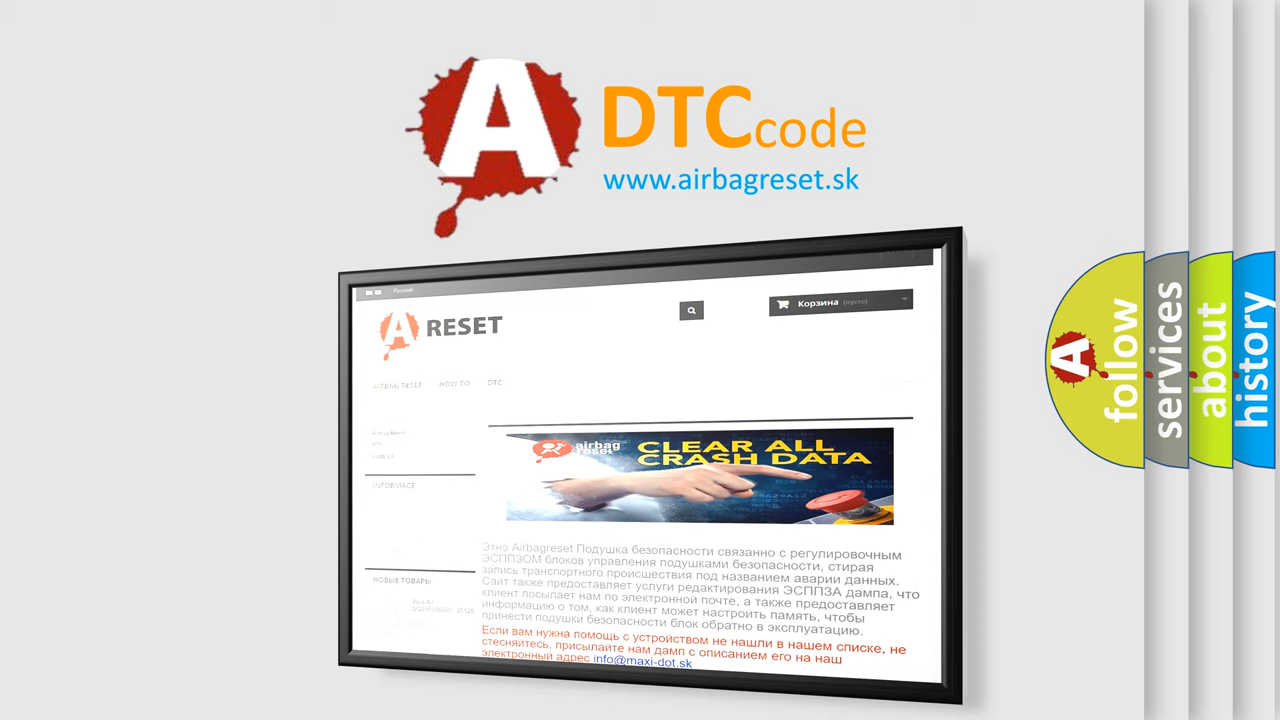 A DTCcode
www.airbagreset.sk
Русский
A RESET
Корзина (пусто)
AIRBAG RESET HOW TO DTC
INFORMACE
airbag
reset
CLEAR ALL
CRASH DATA
Этно Airbagreset Подушка безопасности связанно с регулировочным
ЭСППЗОМ блоков управления подушками безопасности, стирая
запись транспортного происшествия под названием аварии данных.
Сайт также предоставляет услуги редактирования ЭСППЗА дампа, что
клиент посылает нам по электронной почте, а также предоставляет
информацию о том, как клиент может настроить память, чтобы
принести подушки безопасности блок обратно в эксплуатацию.
Если вам нужна помощь с устройством не нашли в нашем списке, не
стесняйтесь, присылайте нам дамп с описанием его на наш
электронный адрес info@maxi-dot.sk
НОВЫЕ ТОВАРЫ
A follow
services
about
history